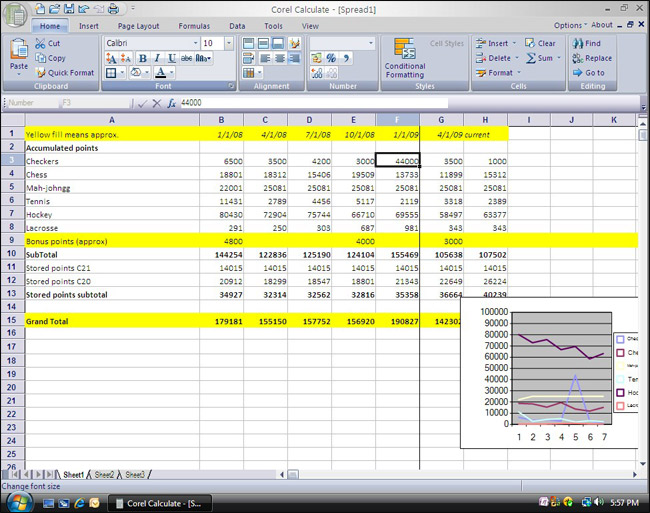 Corel Calculate - [Spread1]
Home Insert Page Layout Formulas Data Tools View Options About
Paste Cut Copy Quick Format
Calibri 10
B I U abc
Conditional Formatting Cell Styles
Insert Delete Format
Clear Sum
Find Replace Go to
Clipboard Font Alignment Number Styles Cells Editing
Number F3 fx 44000
A B C D E F G H I J K
1 Yellow fill means approx. 1/1/08 4/1/08 7/1/08 10/1/08 1/1/09 4/1/09 current
2 Accumulated points
3 Checkers 6500 3500 4200 3000 44000 3500 1000
4 Chess 18801 18312 15406 19509 13733 11899 15312
5 Mah-johngg 22001 25081 25081 25081 25081 25081 25081
6 Tennis 11431 2789 4456 5117 2119 3318 2389
7 Hockey 80430 72904 75744 66710 69555 58497 63377
8 Lacrosse 291 250 303 687 981 343 343
9 Bonus points (approx) 4800 4000 3000
10 SubTotal 144254 122836 125190 124104 155469 105638 107502
11 Stored points C21 14015 14015 14015 14015 14015 14015 14015
12 Stored points C20 20912 18299 18547 18801 21343 22649 26224
13 Stored points subtotal 34927 32314 32562 32816 35358 36664 40239
14
15 Grand Total 179181 155150 157752 156920 190827 142302
16
17
18
19
20
21
22
23
24
25
26
100000
90000
80000
70000
60000
50000
40000
30000
20000
10000
0
1 2 3 4 5 6 7
Che
Ten
Hoc
Lacr
Sheet1 Sheet2 Sheet3
Change font size
Corel Calculate - [S... 5:57 PM